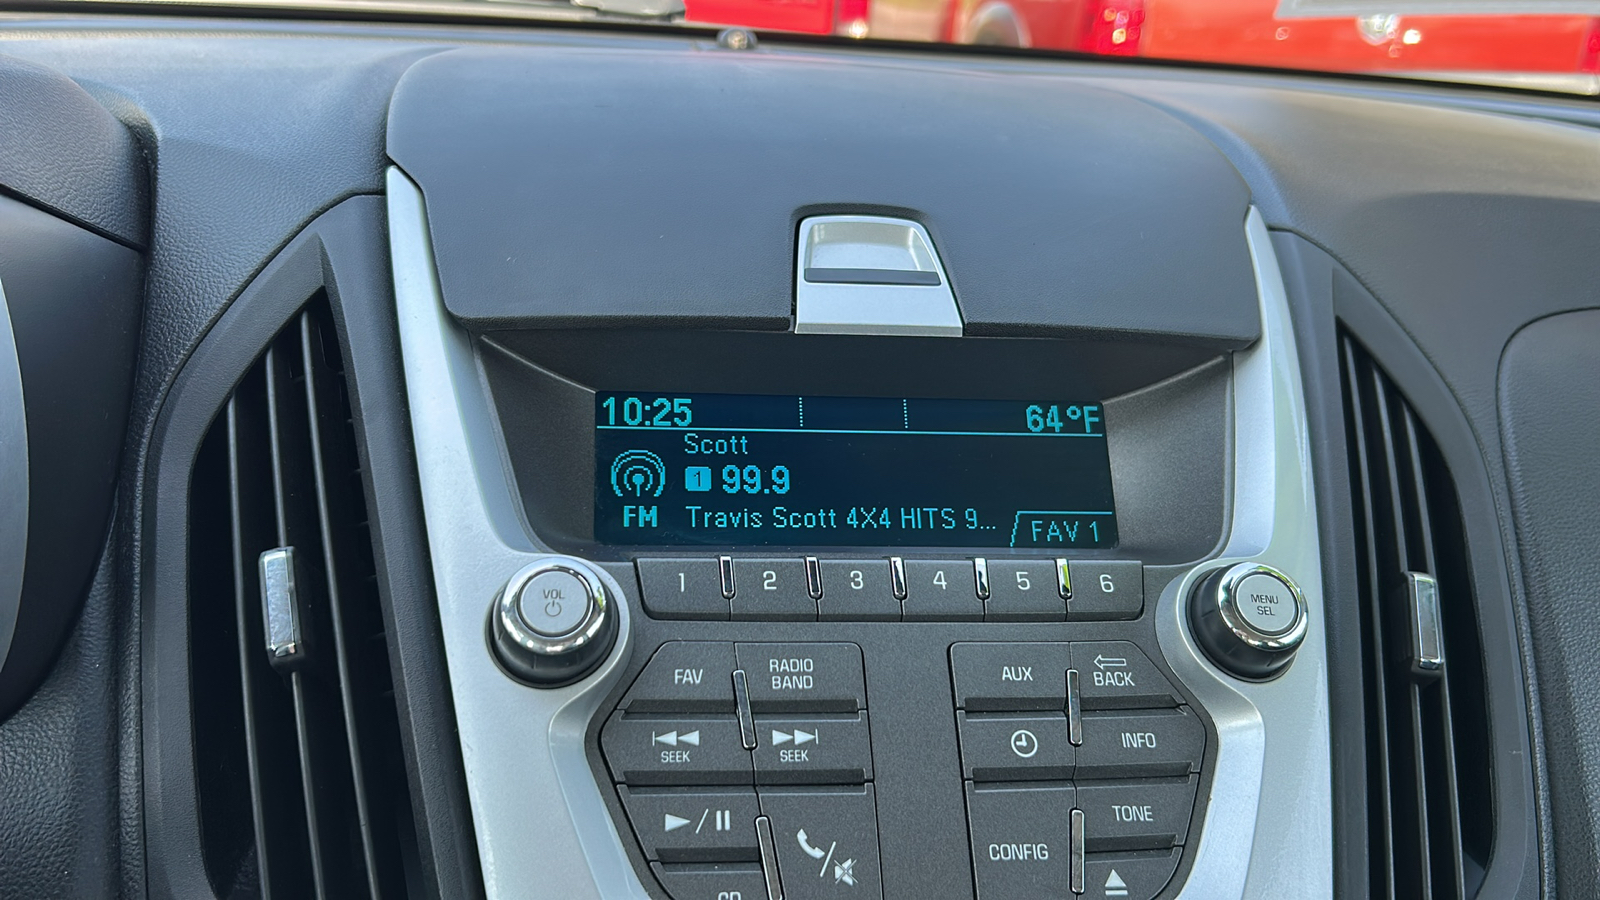 10:25 64°F
Scott
1 99.9
FM Travis Scott 4X4 HITS 9... FAV 1
1 2 3 4 5 6
VOL
MENU
SEL
FAV
RADIO
BAND
AUX
BACK
SEEK
SEEK
INFO
TONE
CONFIG
CD